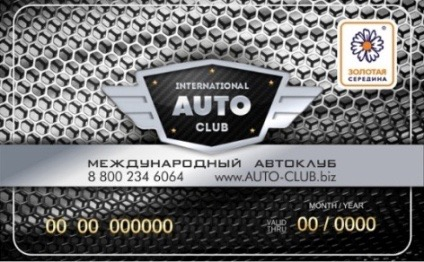 INTERNATIONAL
AUTO
CLUB
ЗОЛОТАЯ
СЕРЕДИНА
МЕЖДУНАРОДНЫЙ АВТОКЛУБ
8 800 234 6064 www.AUTO-CLUB.biz
MONTH / YEAR
00 00 000000 VALID THRU 00 / 0000